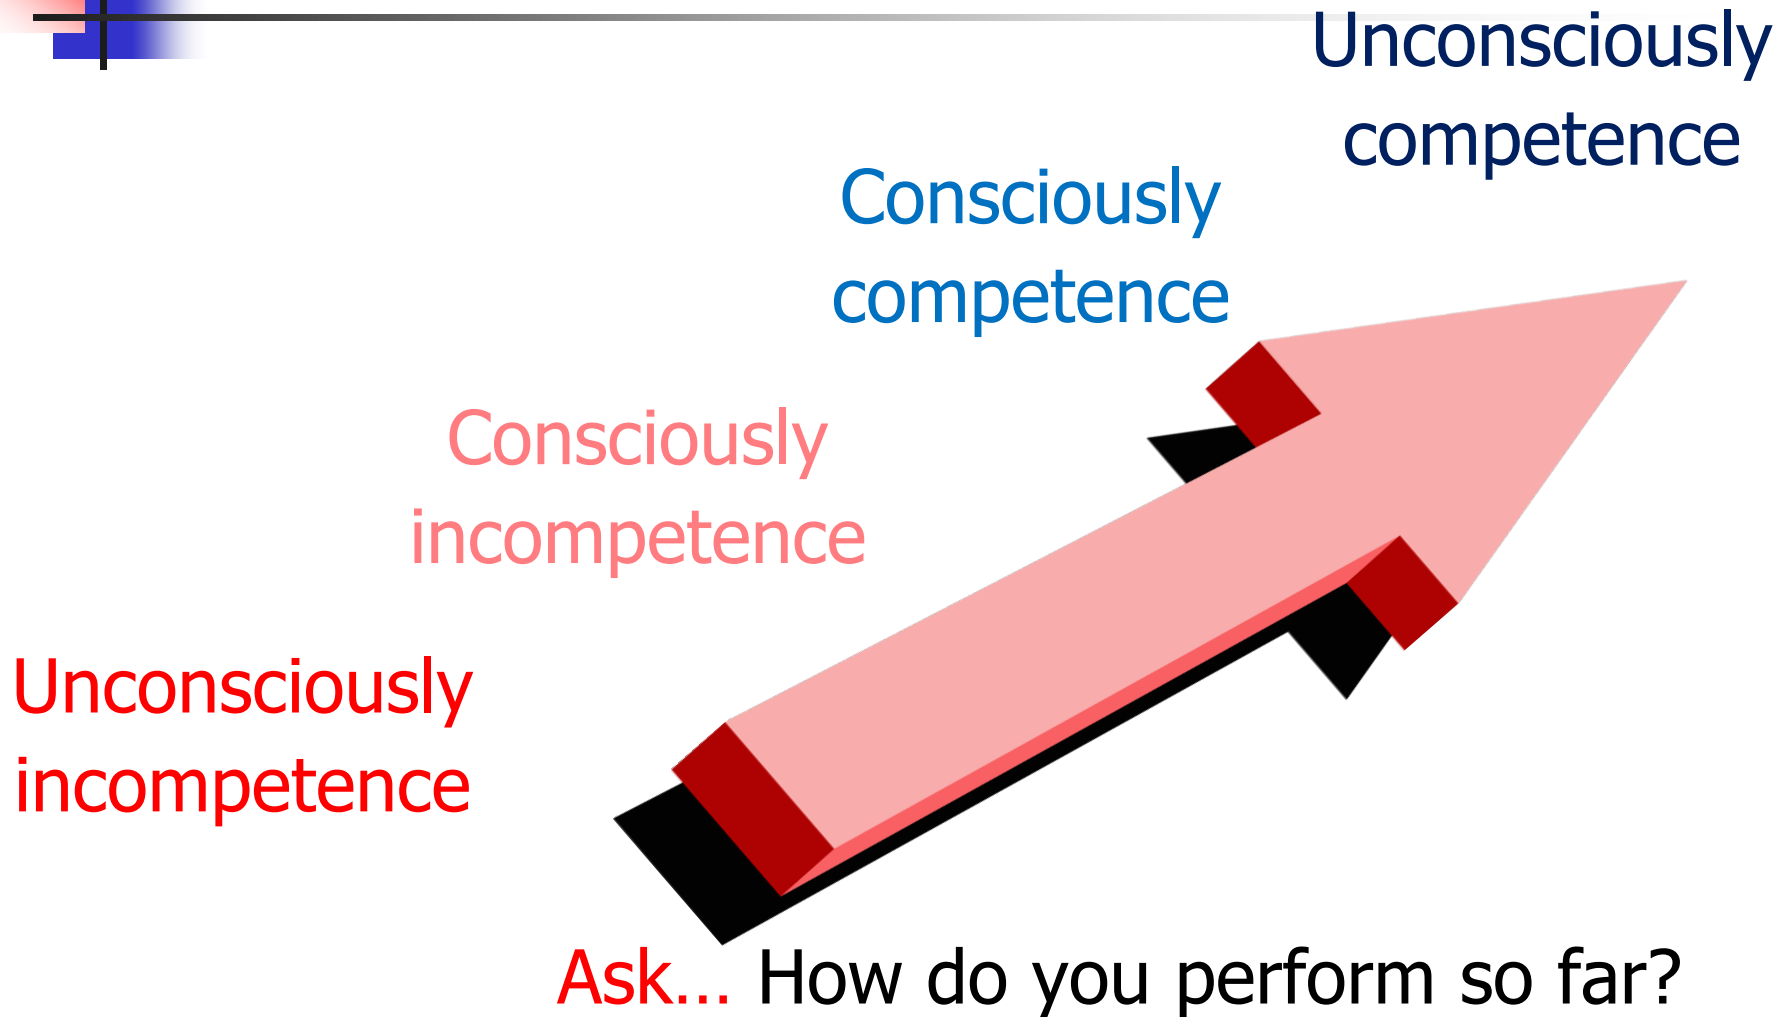 Unconsciously
competence
Consciously
competence
Consciously
incompetence
Unconsciously
incompetence
Ask... How do you perform so far?